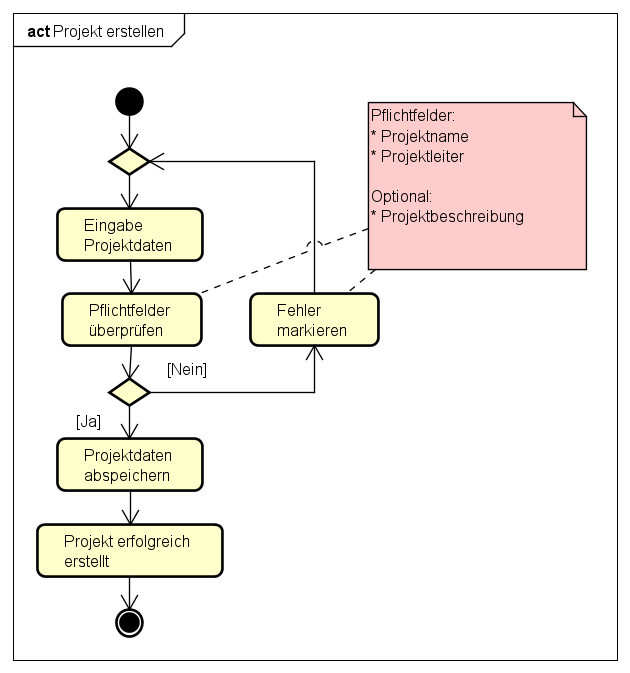 act Projekt erstellen
Pflichtfelder:
* Projektname
* Projektleiter
Optional:
* Projektbeschreibung
Eingabe
Projektdaten
Pflichtfelder
überprüfen
Fehler
markieren
[Nein]
[Ja]
Projektdaten
abspeichern
Projekt erfolgreich
erstellt